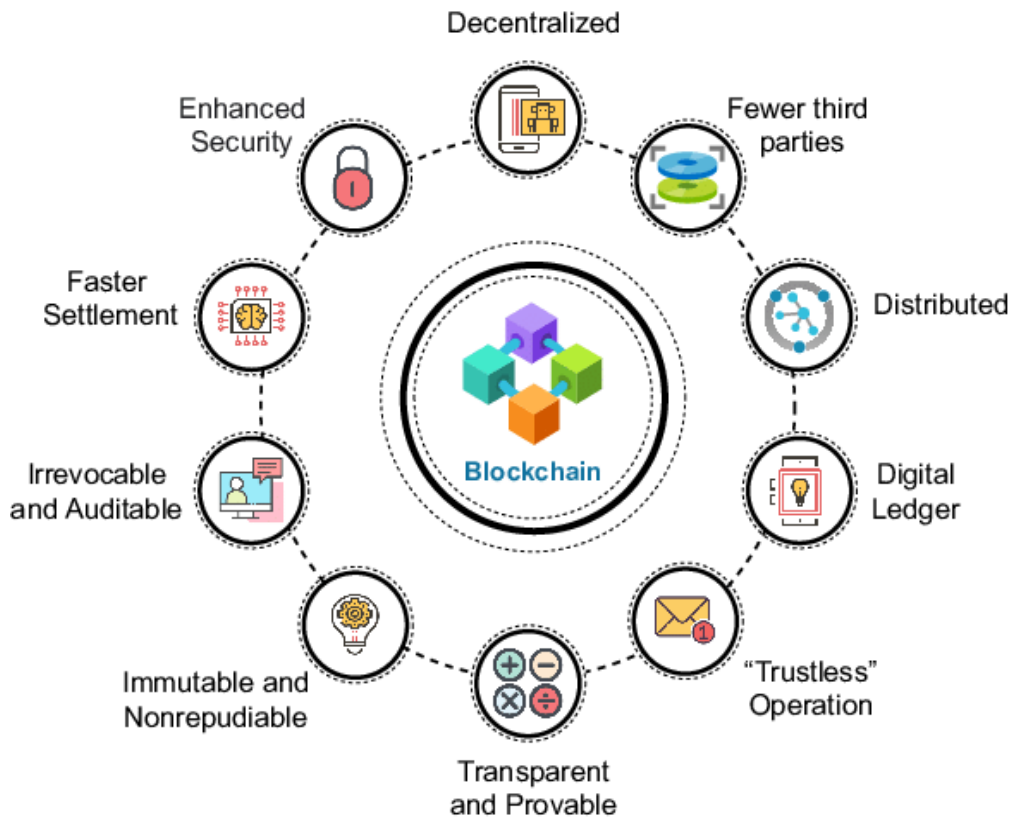 Decentralized
Fewer third
parties
Distributed
Digital
Ledger
1
“Trustless”
Operation
Transparent
and Provable
Immutable and
Nonrepudiable
Irrevocable
and Auditable
Faster
Settlement
Enhanced
Security
Blockchain